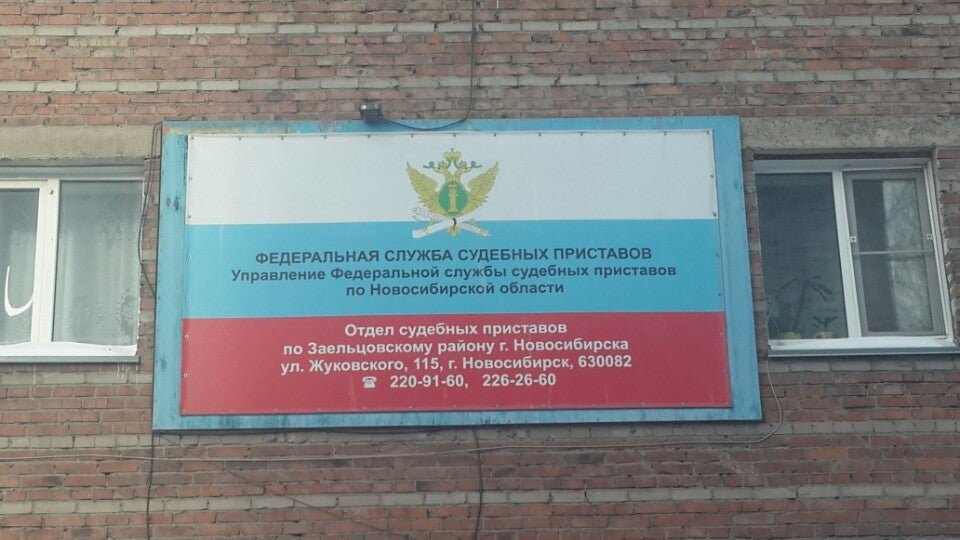 ФЕДЕРАЛЬНАЯ СЛУЖБА СУДЕБНЫХ ПРИСТАВОВ
Управление Федеральной службы судебных приставов
по Новосибирской области
Отдел судебных приставов
по Заельцовскому району г. Новосибирска
ул. Жуковского, 115, г. Новосибирск, 630082
☎ 220-91-60, 226-26-60